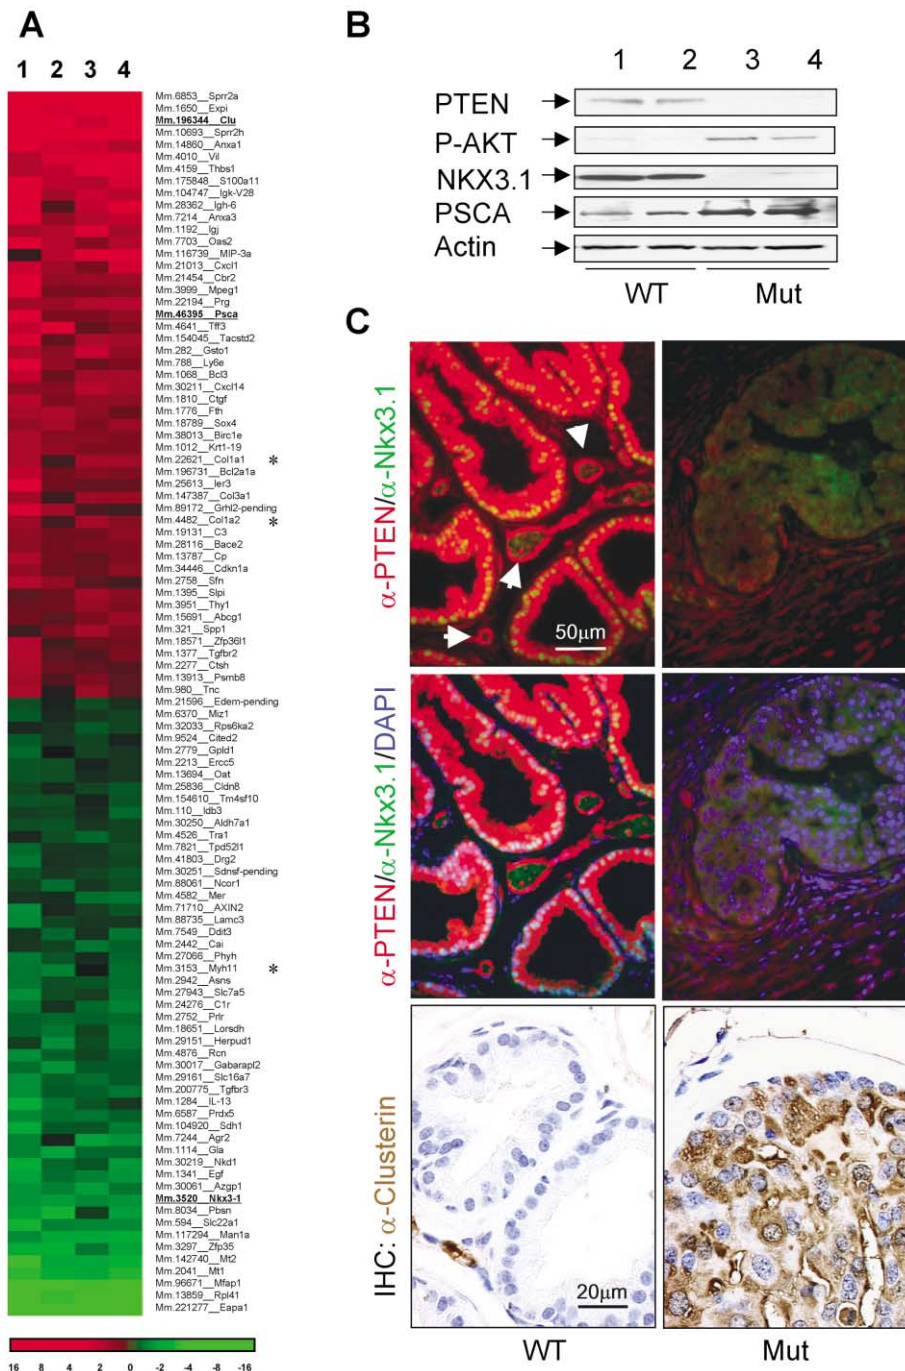 A
1 2 3 4
Mm.6853__Sprr2a
Mm.1650__Expi
Mm.196344__Clu
Mm.10693__Sprr2h
Mm.14860__Anxa1
Mm.4010__Vil
Mm.4159__Thbs1
Mm.175848__S100a11
Mm.104747__Igk-V28
Mm.28362__Igh-6
Mm.7214__Anxa3
Mm.1192__Igj
Mm.7703__Oas2
Mm.116739__MIP-3a
Mm.21013__Cxcl1
Mm.21454__Cbr2
Mm.3999__Mpeg1
Mm.22194__Prg
Mm.46395__Psca
Mm.4641__Tff3
Mm.154045__Tacstd2
Mm.282__Gsto1
Mm.788__Ly6e
Mm.1068__Bcl3
Mm.30211__Cxcl14
Mm.1810__Ctgf
Mm.1776__Fth
Mm.18789__Sox4
Mm.38013__Birc1e
Mm.1012__Krt1-19
Mm.22621__Col1a1 *
Mm.196731__Bcl2a1a
Mm.25613__Ier3
Mm.147387__Col3a1
Mm.89172__Grhl2-pending
Mm.4482__Col1a2 *
Mm.19131__C3
Mm.28116__Bace2
Mm.13787__Cp
Mm.34446__Cdkn1a
Mm.2758__Sfn
Mm.1395__Slpi
Mm.3951__Thy1
Mm.15691__Abcg1
Mm.321__Spp1
Mm.18571__Zfp36l1
Mm.1377__Tgfbr2
Mm.2277__Ctsh
Mm.13913__Psmb8
Mm.980__Tnc
Mm.21596__Edem-pending
Mm.6370__Miz1
Mm.32033__Rps6ka2
Mm.9524__Cited2
Mm.2779__Gpld1
Mm.2213__Ercc5
Mm.13694__Oat
Mm.25836__Cldn8
Mm.154610__Tm4sf10
Mm.110__Idb3
Mm.30250__Aldh7a1
Mm.4526__Tra1
Mm.7821__Tpd52l1
Mm.41803__Drg2
Mm.30251__Sdnsf-pending
Mm.88061__Ncor1
Mm.4582__Mer
Mm.71710__AXIN2
Mm.88735__Lamc3
Mm.7549__Ddit3
Mm.2442__Cai
Mm.27066__Phyh
Mm.3153__Myh11 *
Mm.2942__Asns
Mm.27943__Slc7a5
Mm.24276__C1r
Mm.2752__Prlr
Mm.18651__Lorsdh
Mm.29151__Herpud1
Mm.4876__Rcn
Mm.30017__Gabarapl2
Mm.29161__Slc16a7
Mm.200775__Tgfbr3
Mm.1284__IL-13
Mm.6587__Prdx5
Mm.104920__Sdh1
Mm.7244__Agr2
Mm.1114__Gla
Mm.30219__Nkd1
Mm.1341__Egf
Mm.30061__Azgp1
Mm.3520__Nkx3-1
Mm.8034__Pbsn
Mm.594__Slc22a1
Mm.117294__Man1a
Mm.3297__Zfp35
Mm.142740__Mt2
Mm.2041__Mt1
Mm.96671__Mfap1
Mm.13859__Rpl41
Mm.221277__Eapa1
16 8 4 2 0 -2 -4 -8 -16
B
1 2 3 4
PTEN
P-AKT
NKX3.1
PSCA
Actin
WT Mut
C
α-PTEN/α-Nkx3.1
50μm
α-PTEN/α-Nkx3.1/DAPI
IHC: α-Clusterin
20μm
WT Mut